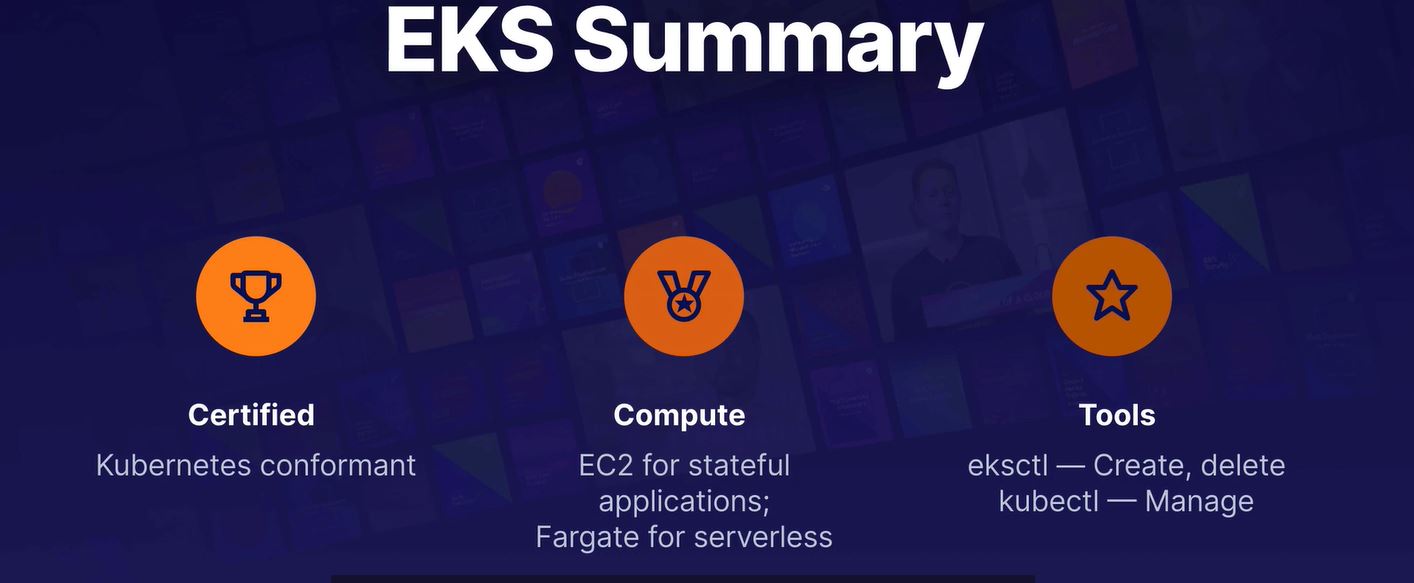 EKS Summary
Certified
Kubernetes conformant
Compute
EC2 for stateful
applications;
Fargate for serverless
Tools
eksctl — Create, delete
kubectl — Manage